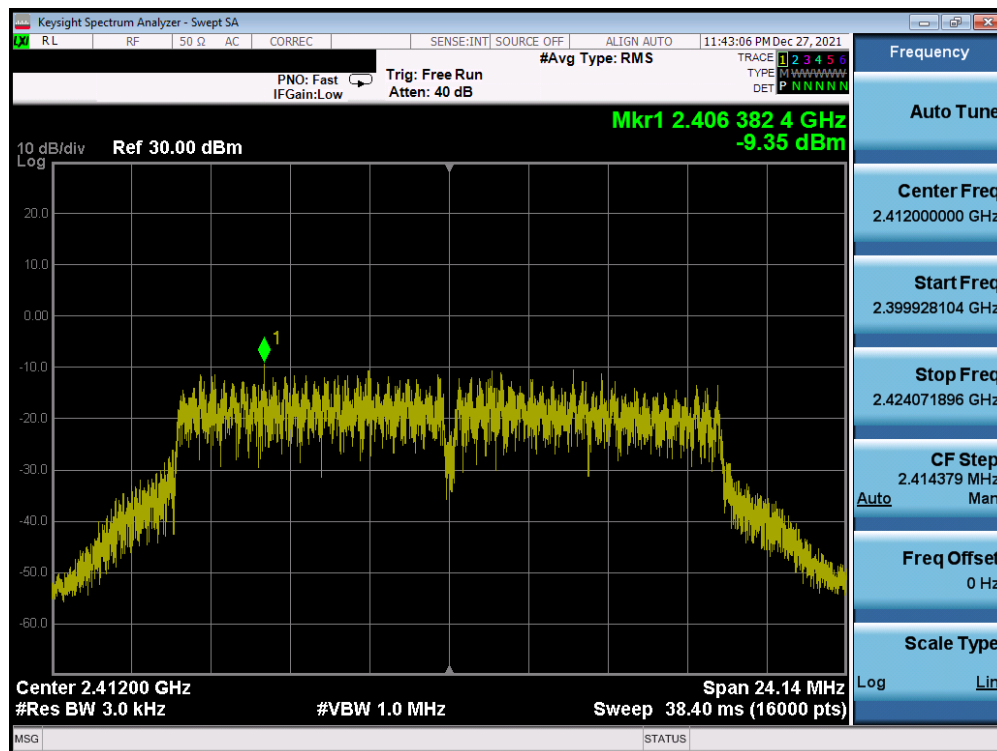 Keysight Spectrum Analyzer - Swept SA
LXI RL RF 50 Ω AC CORREC SENSE:INT SOURCE OFF ALIGN AUTO 11:43:06 PM Dec 27, 2021
#Avg Type: RMS TRACE 1 2 3 4 5 6
PNO: Fast Trig: Free Run TYPE M WWWWW
IFGain:Low Atten: 40 dB DET P N N N N N
Mkr1 2.406 382 4 GHz
-9.35 dBm
10 dB/div Ref 30.00 dBm
Log
20.0
10.0
0.00
-10.0
-20.0
-30.0
-40.0
-50.0
-60.0
1
Center 2.41200 GHz Span 24.14 MHz
#Res BW 3.0 kHz #VBW 1.0 MHz Sweep 38.40 ms (16000 pts)
MSG STATUS
Frequency
Auto Tune
Center Freq
2.412000000 GHz
Start Freq
2.399928104 GHz
Stop Freq
2.424071896 GHz
CF Step
2.414379 MHz
Auto Man
Freq Offset
0 Hz
Scale Type
Log Lin